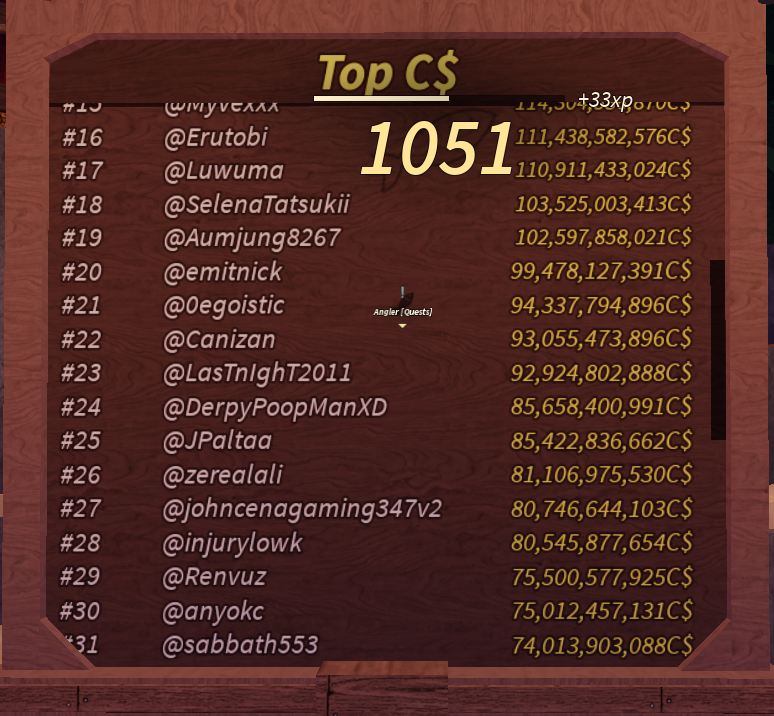 Top C$
+33xp
#15 @Myvexxx
1051
#16 @Erutobi 111,438,582,576C$
#17 @Luwuma 110,911,433,024C$
#18 @SelenaTatsukii 103,525,003,413C$
#19 @Aumjung8267 102,597,858,021C$
#20 @emitnick 99,478,127,391C$
#21 @0egoistic 94,337,794,896C$
! 
Angler [Quests]
#22 @Canizan 93,055,473,896C$
#23 @LasTnIghT2011 92,924,802,888C$
#24 @DerpyPoopManXD 85,658,400,991C$
#25 @JPaltaa 85,422,836,662C$
#26 @zerealali 81,106,975,530C$
#27 @johncenagaming347v2 80,746,644,103C$
#28 @injurylowk 80,545,877,654C$
#29 @Renvuz 75,500,577,925C$
#30 @anyokc 75,012,457,131C$
#31 @sabbath553 74,013,903,088C$